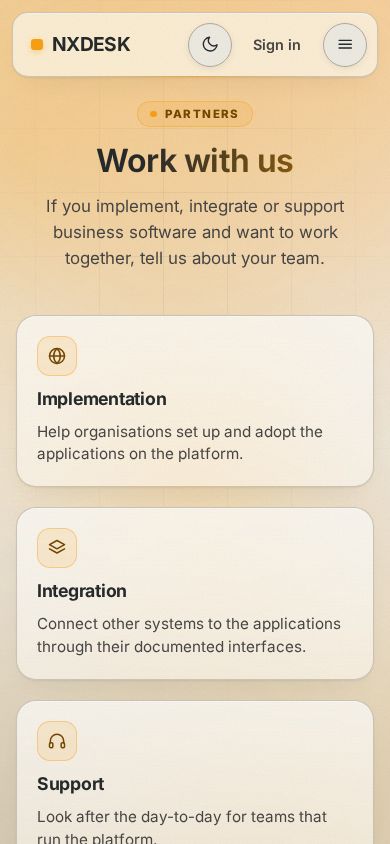 NXDESK
Sign in
PARTNERS
Work with us
If you implement, integrate or support
business software and want to work
together, tell us about your team.
Implementation
Help organisations set up and adopt the
applications on the platform.
Integration
Connect other systems to the applications
through their documented interfaces.
Support
Look after the day-to-day for teams that
run the platform.